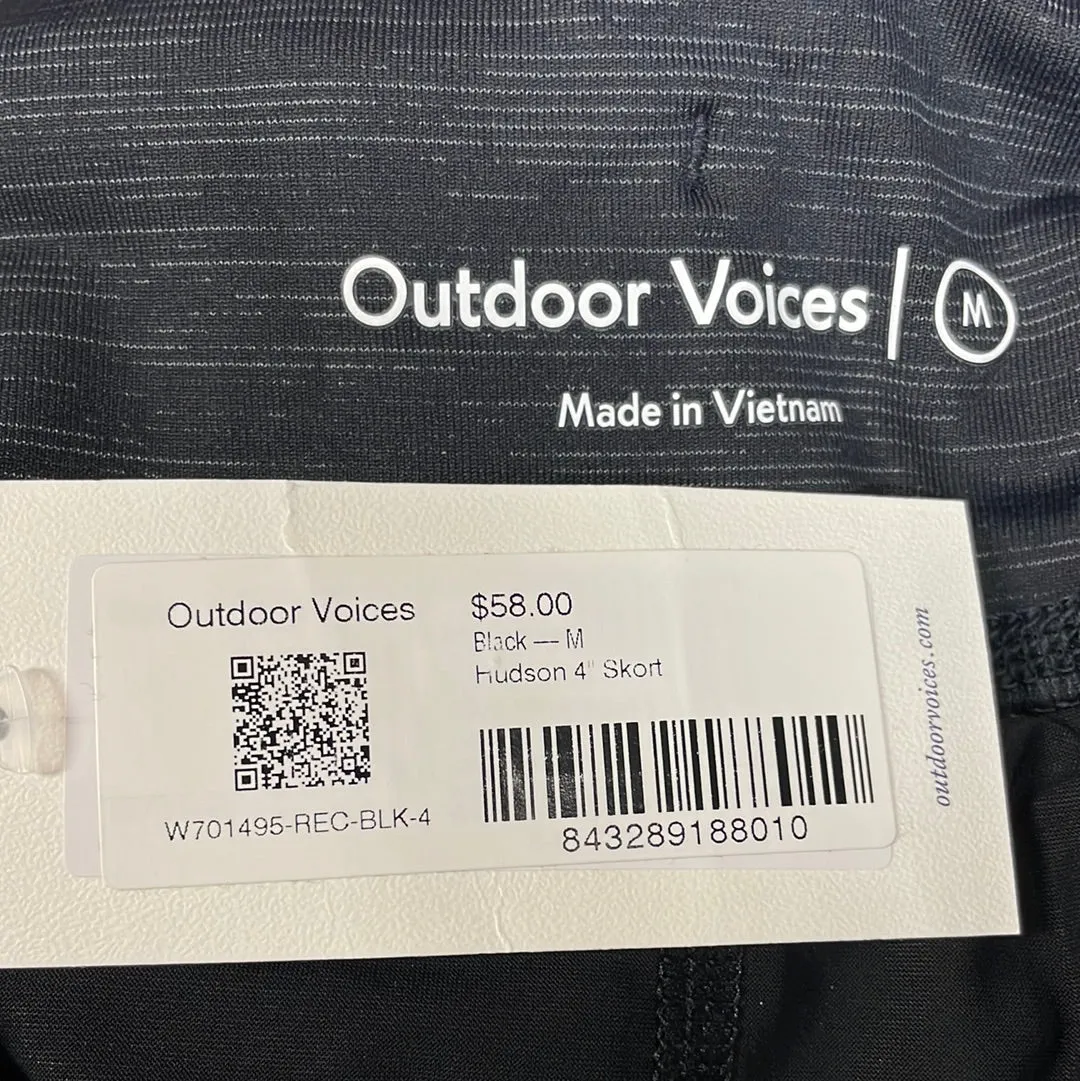 Outdoor Voices | M
Made in Vietnam
Outdoor Voices
$58.00
Black — M
Hudson 4" Skort
W701495-REC-BLK-4
843289188010
outdoorvoices.com